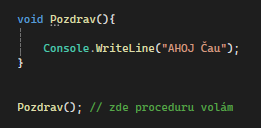 void Pozdrav(){
Console.WriteLine("AHOJ Čau");
}
Pozdrav(); // zde proceduru volám